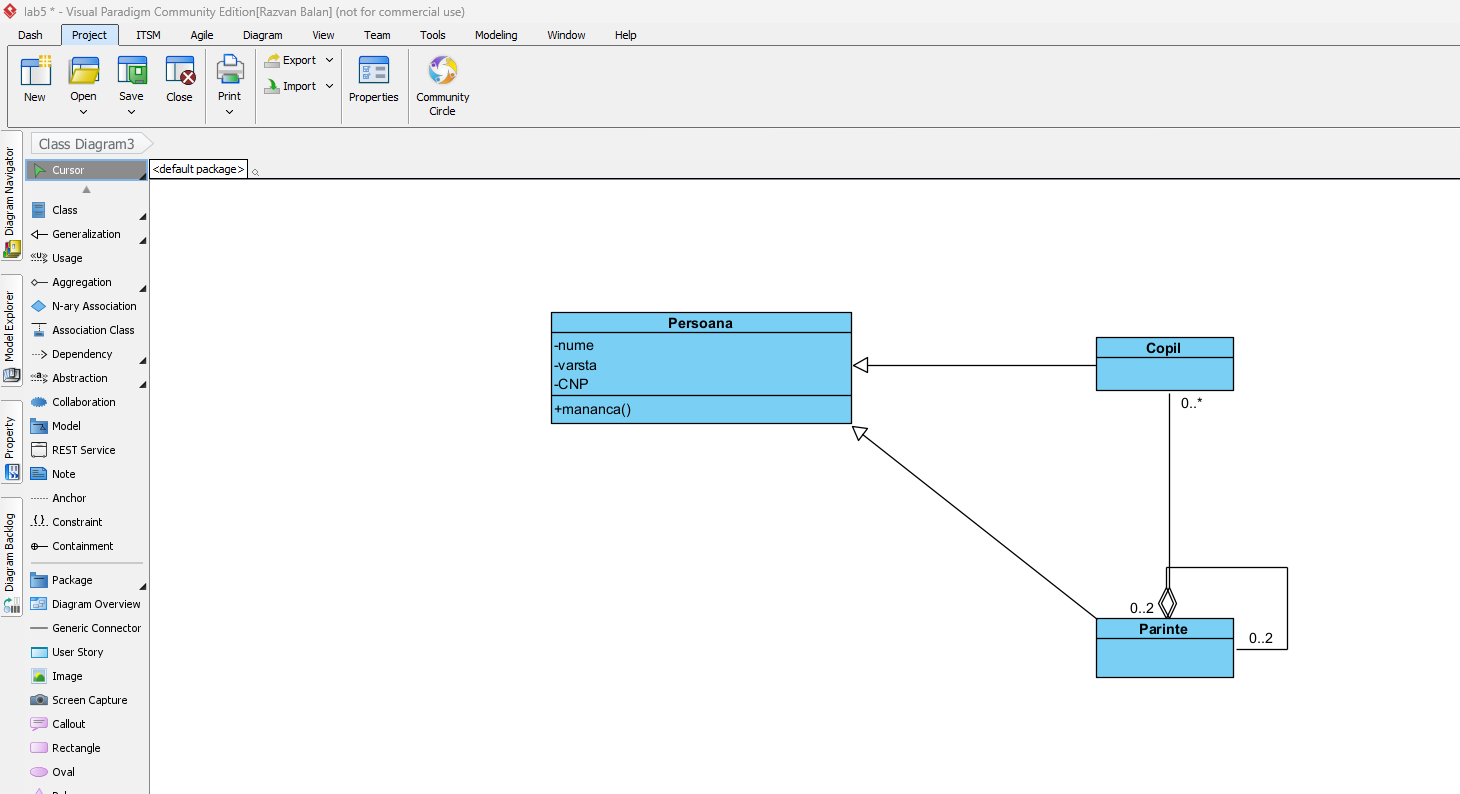 lab5 * - Visual Paradigm Community Edition[Razvan Balan] (not for commercial use)
Dash Project ITSM Agile Diagram View Team Tools Modeling Window Help
New Open Save Close Print Export Import Properties Community Circle
Class Diagram3
Cursor
<default package>
Diagram Navigator
Model Explorer
Property
Diagram Backlog
Class
Generalization
Usage
Aggregation
N-ary Association
Association Class
Dependency
Abstraction
Collaboration
Model
REST Service
Note
Anchor
Constraint
Containment
Package
Diagram Overview
Generic Connector
User Story
Image
Screen Capture
Callout
Rectangle
Oval
Persoana
-nume
-varsta
-CNP
+mananca()
Copil
0..*
0..2
Parinte
0..2